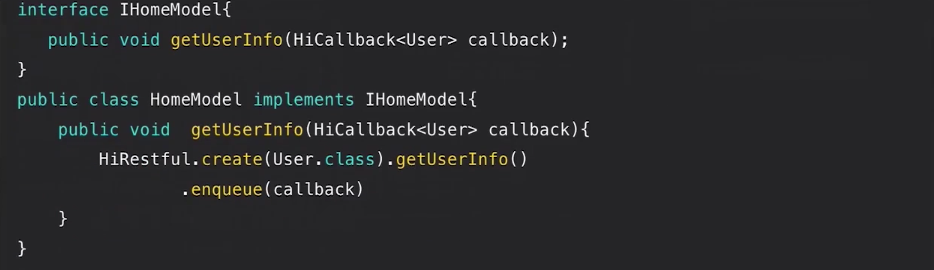 interface IHomeModel{
public void getUserInfo(HiCallback<User> callback);
}
public class HomeModel implements IHomeModel{
public void  getUserInfo(HiCallback<User> callback){
HiRestful.create(User.class).getUserInfo()
.enqueue(callback)
}
}